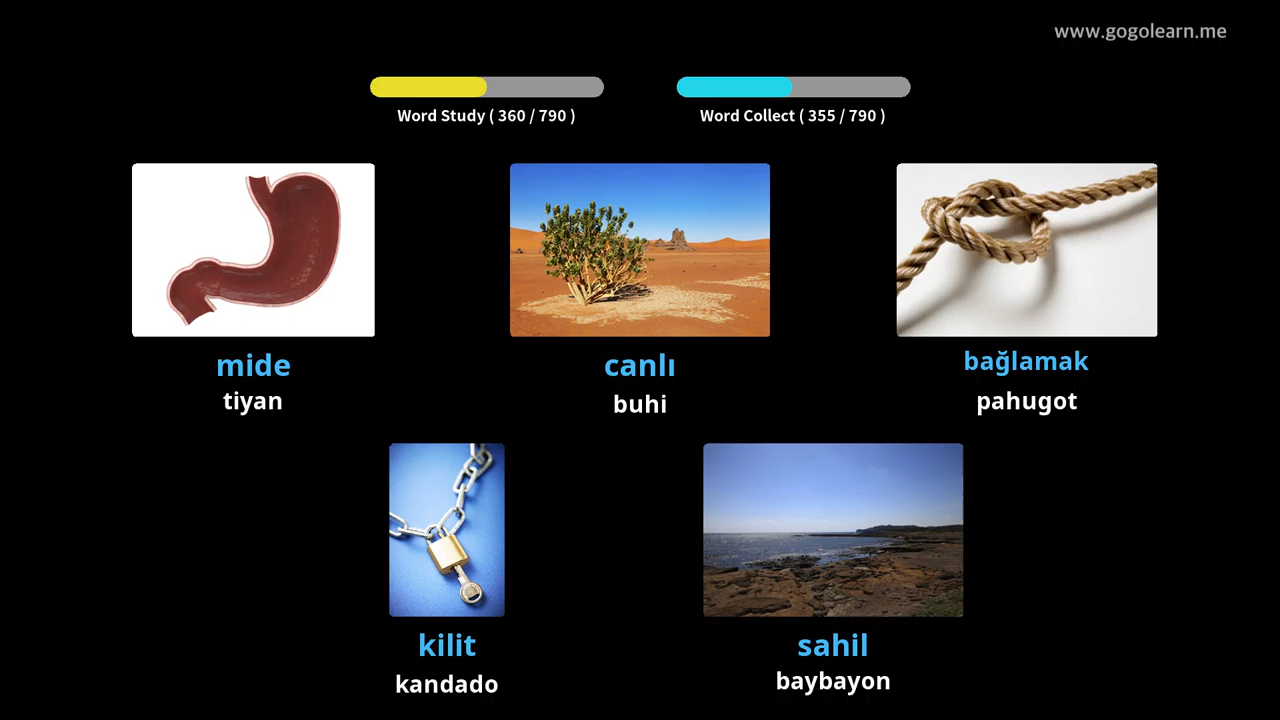 www.gogolearn.me
Word Study ( 360 / 790 )
Word Collect ( 355 / 790 )
mide
tiyan
canlı
buhi
bağlamak
pahugot
kilit
kandado
sahil
baybayon